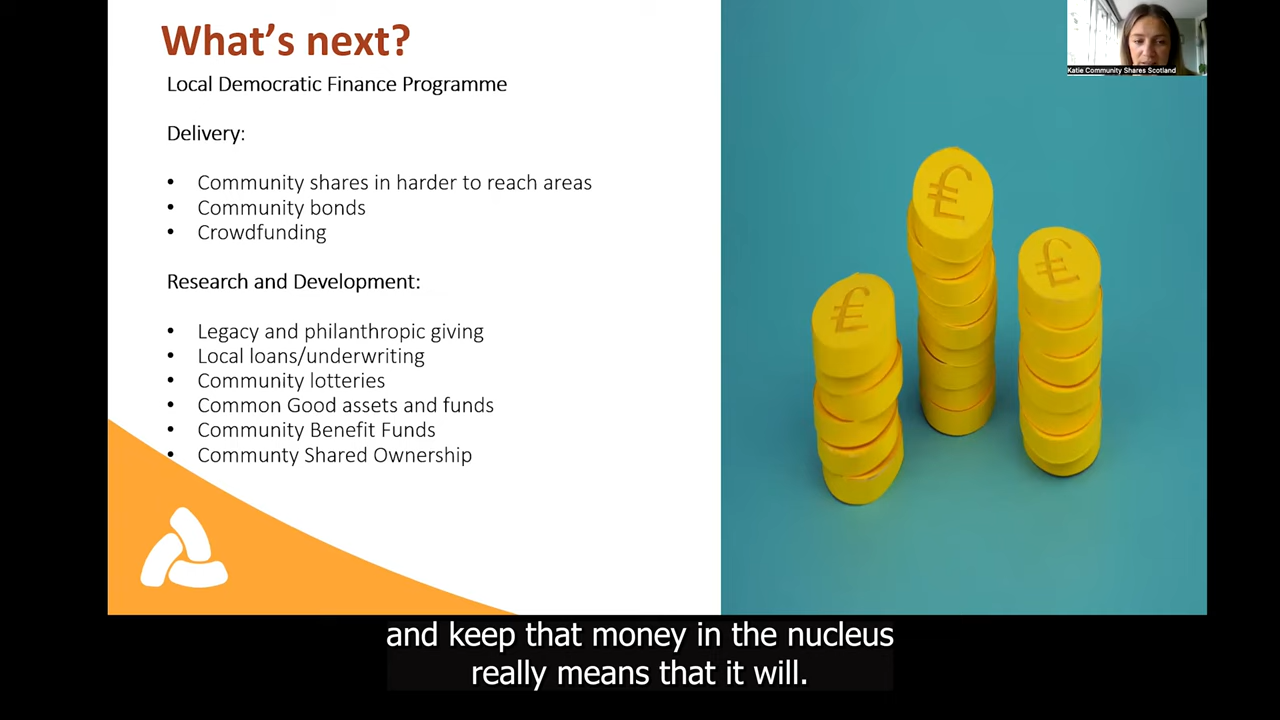 What's next?
Local Democratic Finance Programme
Delivery:
• Community shares in harder to reach areas
• Community bonds
• Crowdfunding
Research and Development:
• Legacy and philanthropic giving
• Local loans/underwriting
• Community lotteries
• Common Good assets and funds
• Community Benefit Funds
• Communty Shared Ownership
£
£
£
Katie Community Shares Scotland
and keep that money in the nucleus
really means that it will.